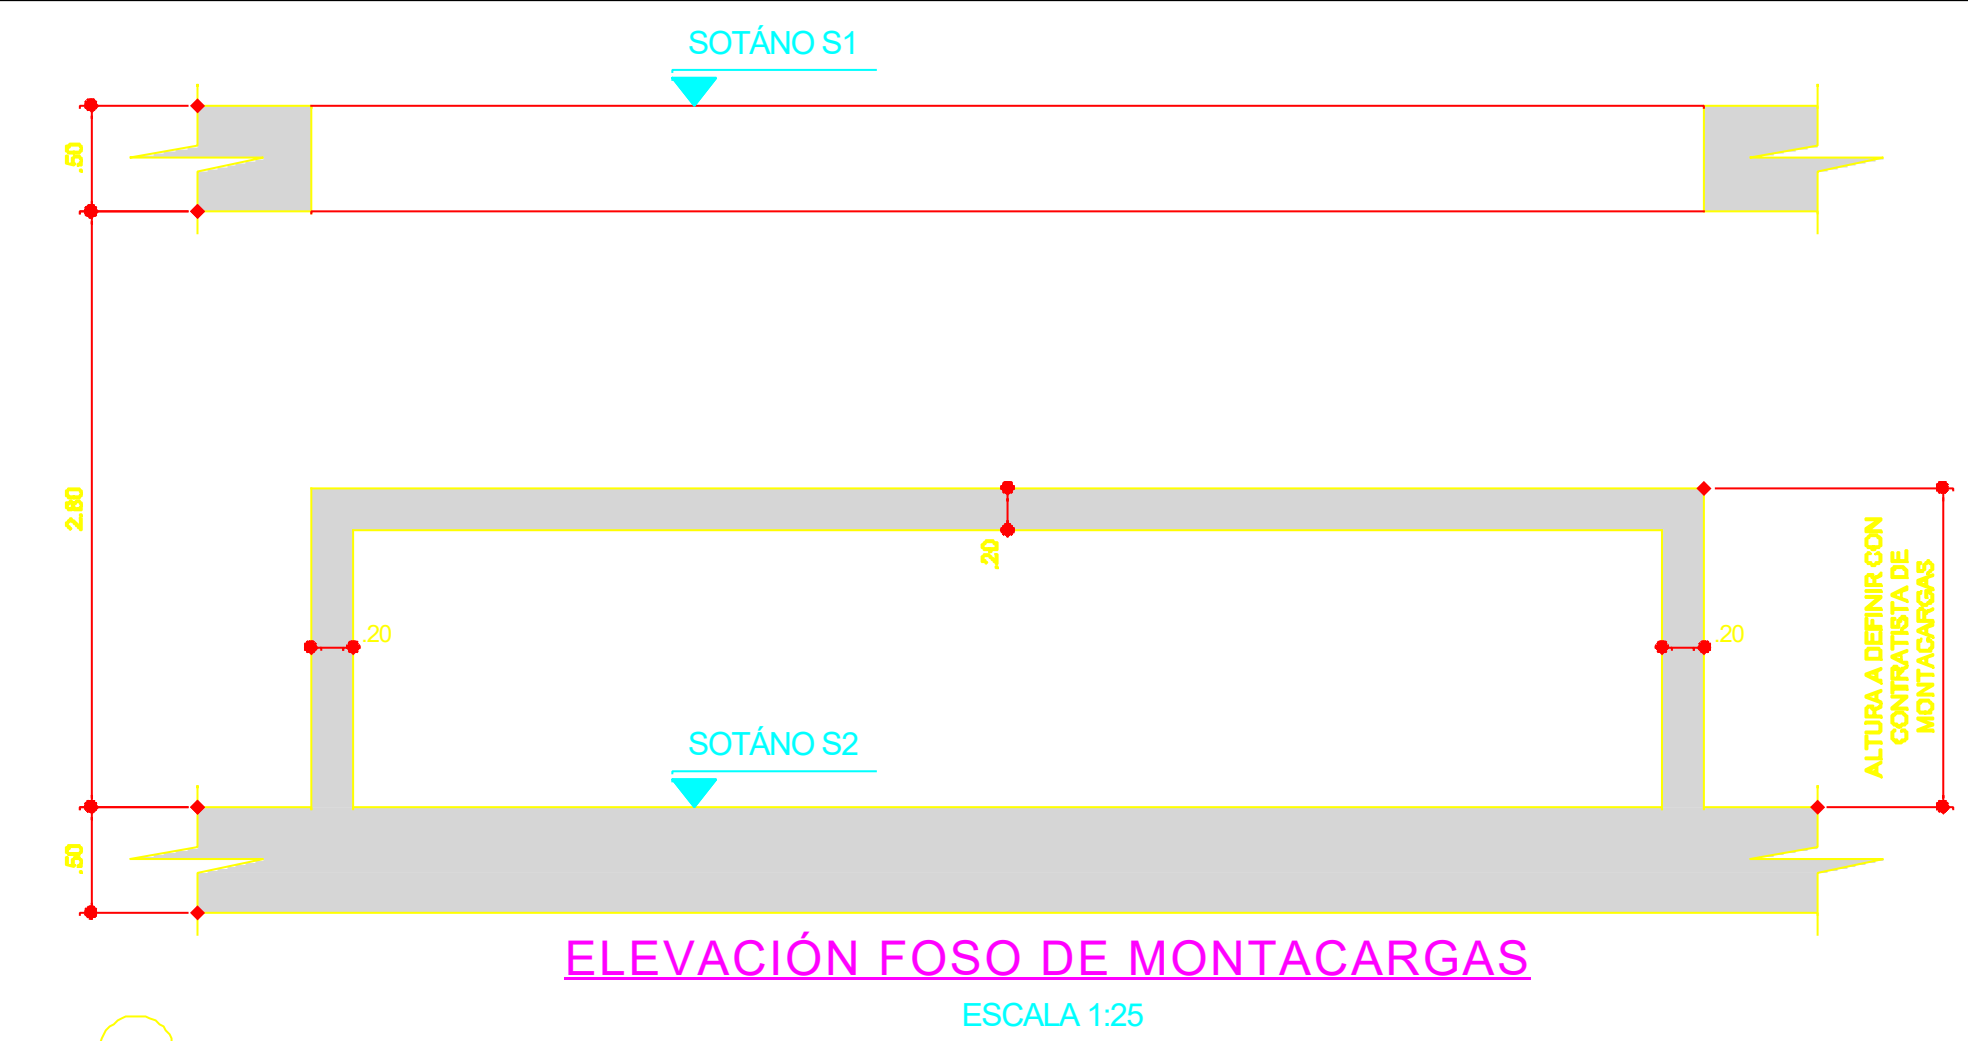 SOTÁNO S1
.50
2.80
.20
.20
.20
ALTURA A DEFINIR CON
CONTRATISTA DE
MONTACARGAS
SOTÁNO S2
.50
ELEVACIÓN FOSO DE MONTACARGAS
ESCALA 1:25